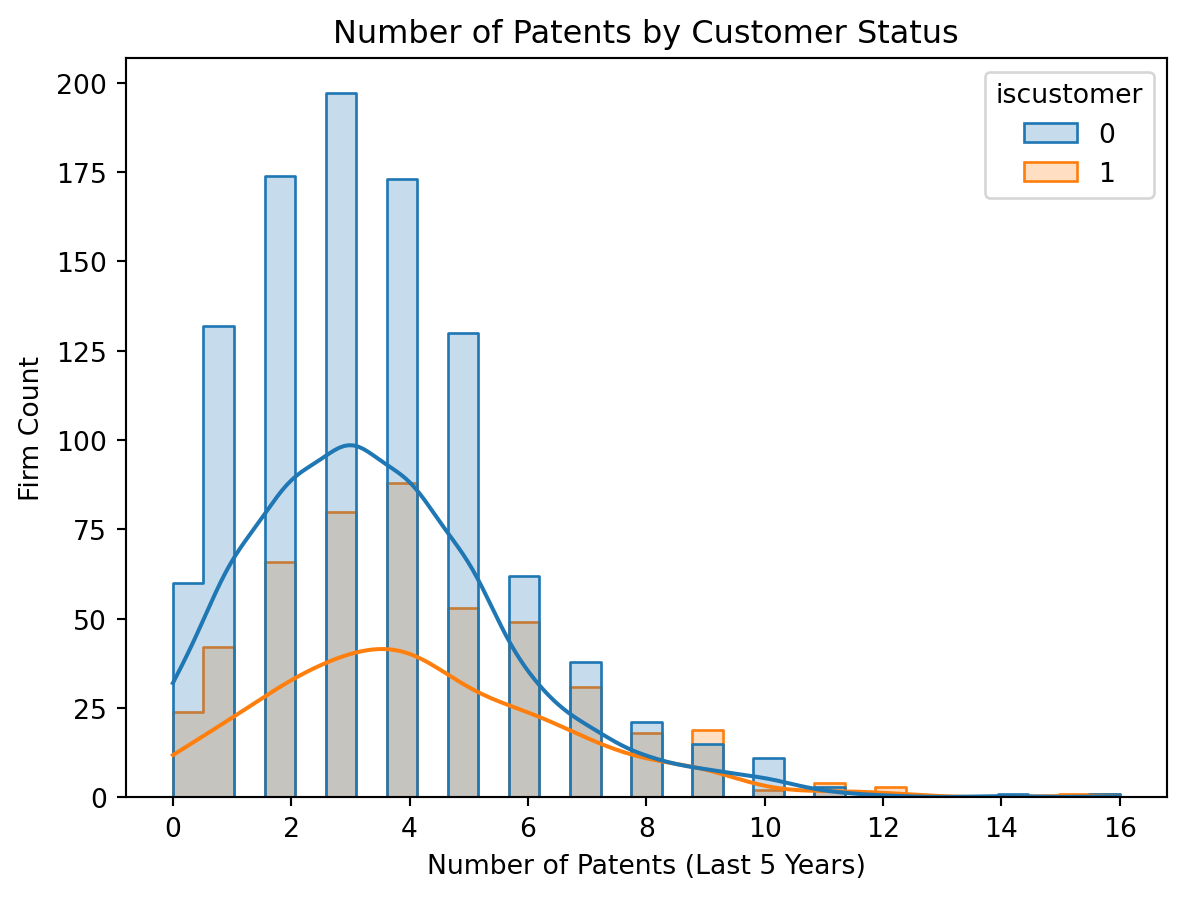 Number of Patents by Customer Status
iscustomer
0
1
200
175
150
125
100
75
50
25
0
Firm Count
0 2 4 6 8 10 12 14 16
Number of Patents (Last 5 Years)